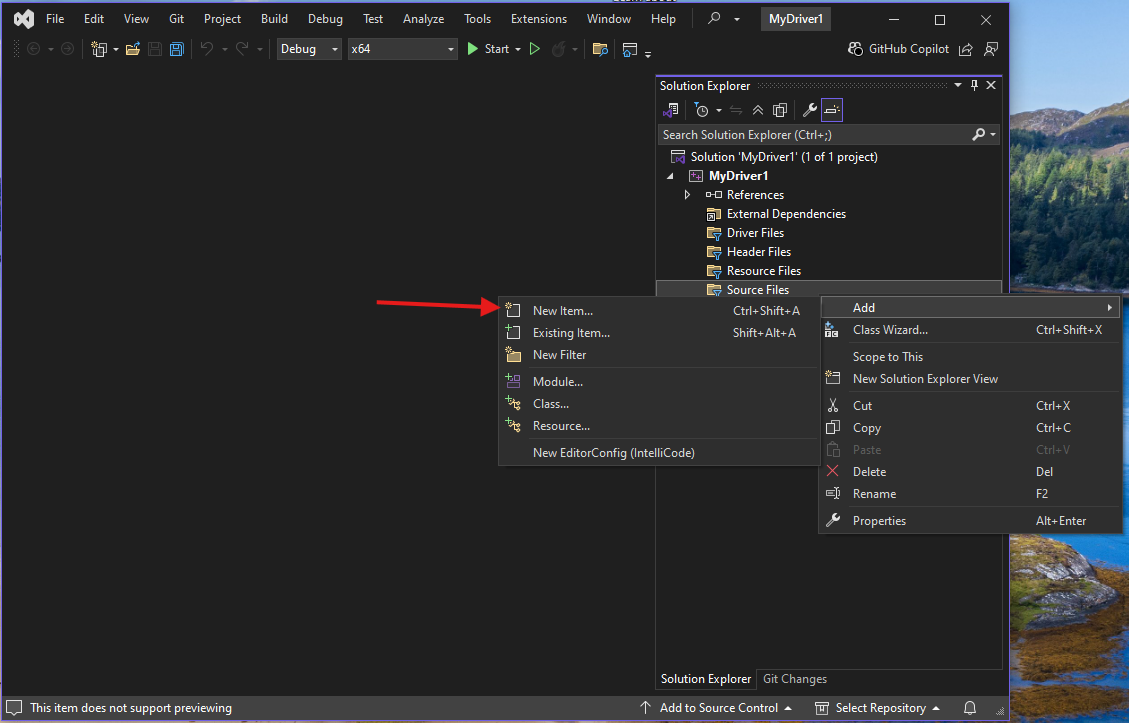 File Edit View Git Project Build Debug Test Analyze Tools Extensions Window Help MyDriver1
Debug x64 Start GitHub Copilot
Solution Explorer
Search Solution Explorer (Ctrl+;)
Solution 'MyDriver1' (1 of 1 project)
MyDriver1
References
External Dependencies
Driver Files
Header Files
Resource Files
Source Files
New Item... Ctrl+Shift+A
Existing Item... Shift+Alt+A
New Filter
Module...
Class...
Resource...
New EditorConfig (IntelliCode)
Add
Class Wizard... Ctrl+Shift+X
Scope to This
New Solution Explorer View
Cut Ctrl+X
Copy Ctrl+C
Paste Ctrl+V
Delete Del
Rename F2
Properties Alt+Enter
Solution Explorer Git Changes
This item does not support previewing Add to Source Control Select Repository